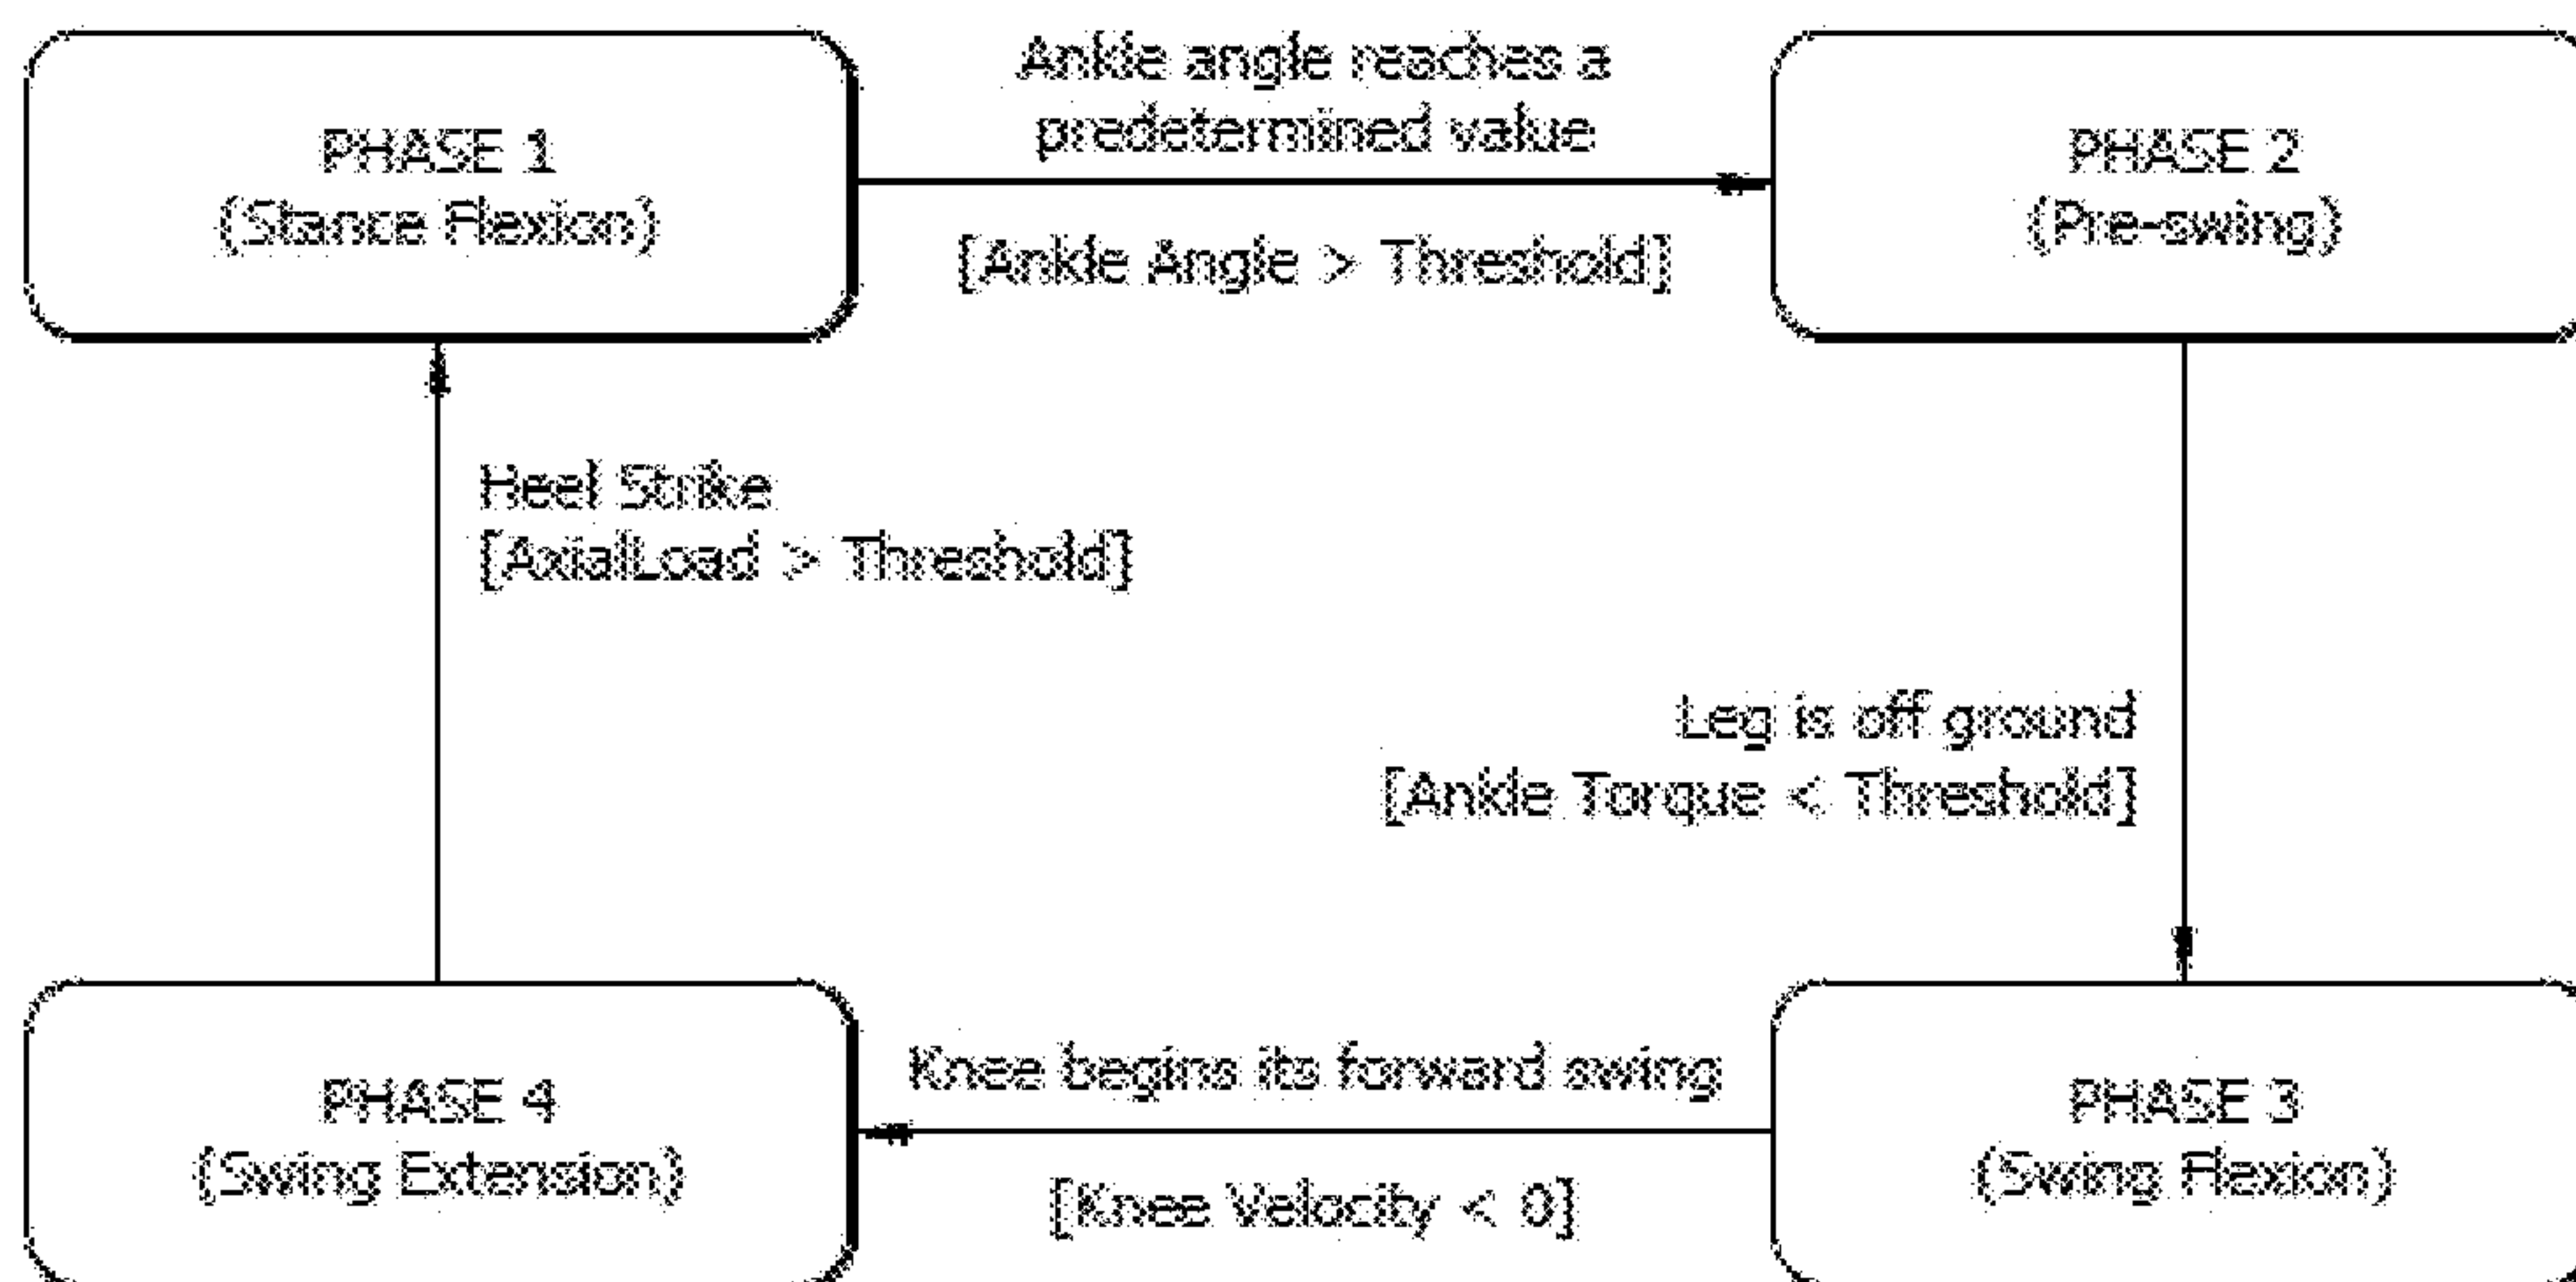 Ankle angle reaches a
predetermined value
PHASE 1
(Stance Flexion)
PHASE 2
(Pre-swing)
[Ankle Angle > Threshold]
Heel Strike
[AxialLoad > Threshold]
Leg is off ground
[Ankle Torque < Threshold]
Knee begins its forward swing
PHASE 4
(Swing Extension)
PHASE 3
(Swing Flexion)
[Knee Velocity < 0]